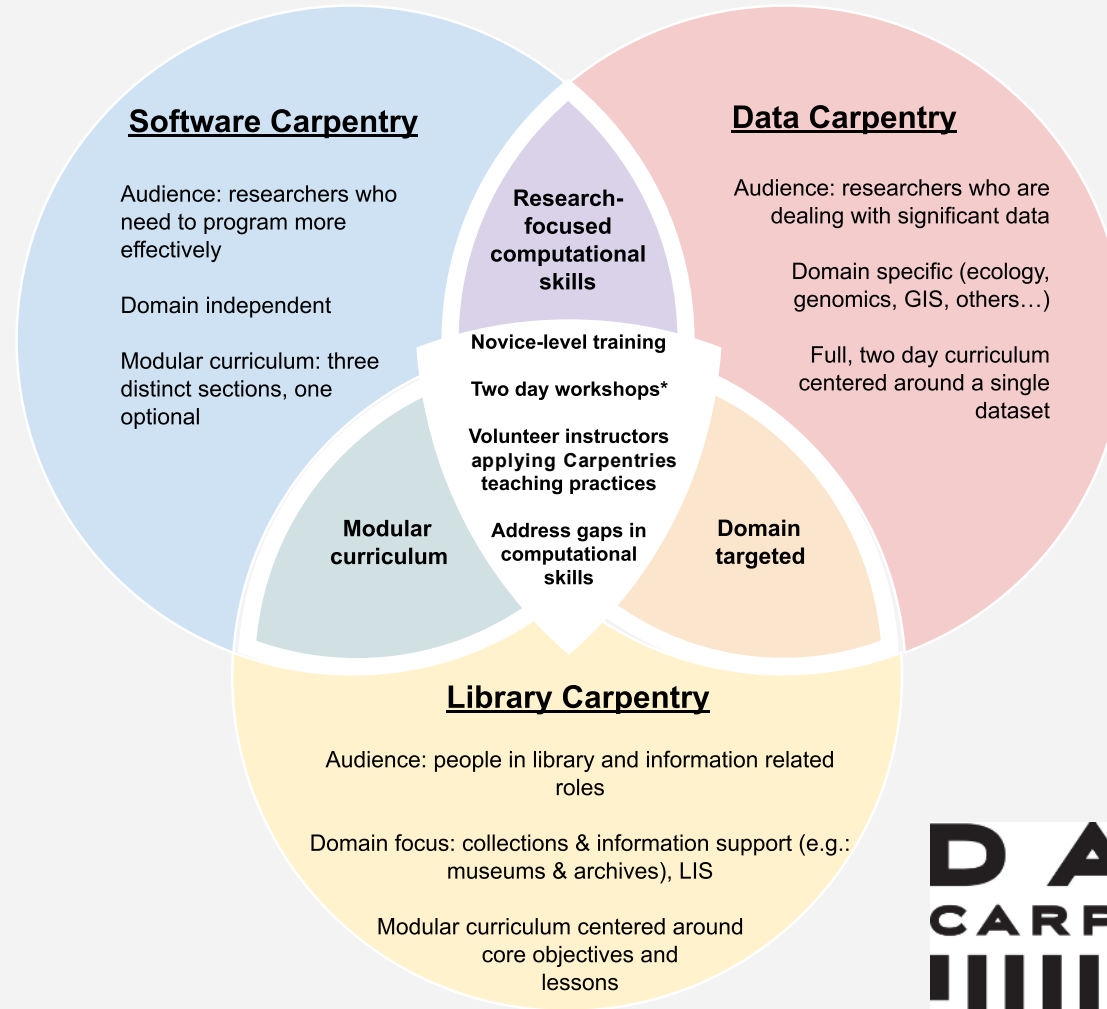 Software Carpentry
Audience: researchers who
need to program more
effectively
Domain independent
Modular curriculum: three
distinct sections, one
optional
Data Carpentry
Audience: researchers who are
dealing with significant data
Domain specific (ecology,
genomics, GIS, others…)
Full, two day curriculum
centered around a single
dataset
Research-
focused
computational
skills
Novice-level training
Two day workshops*
Volunteer instructors
applying Carpentries
teaching practices
Address gaps in
computational
skills
Modular
curriculum
Domain
targeted
Library Carpentry
Audience: people in library and information related
roles
Domain focus: collections & information support (e.g.:
museums & archives), LIS
Modular curriculum centered around
core objectives and
lessons
DA
CARP